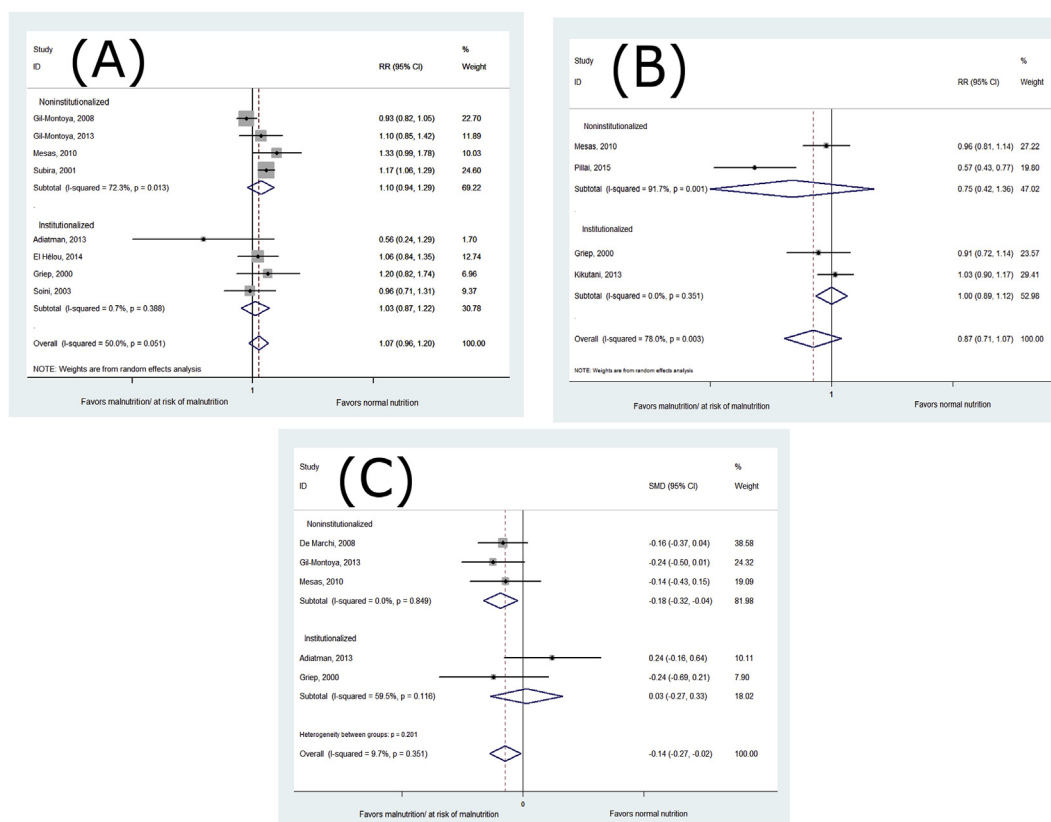 (A)
Study %
ID RR (95% CI) Weight
Noninstitutionalized
Gil-Montoya, 2008 0.93 (0.82, 1.05) 22.70
Gil-Montoya, 2013 1.10 (0.85, 1.42) 11.89
Mesas, 2010 1.33 (0.99, 1.78) 10.03
Subira, 2001 1.17 (1.06, 1.29) 24.60
Subtotal (I-squared = 72.3%, p = 0.013) 1.10 (0.94, 1.29) 69.22
.
Institutionalized
Adiatman, 2013 0.56 (0.24, 1.29) 1.70
El Hélou, 2014 1.06 (0.84, 1.35) 12.74
Griep, 2000 1.20 (0.82, 1.74) 6.96
Soini, 2003 0.96 (0.71, 1.31) 9.37
Subtotal (I-squared = 0.7%, p = 0.388) 1.03 (0.87, 1.22) 30.78
.
Overall (I-squared = 50.0%, p = 0.051) 1.07 (0.96, 1.20) 100.00
NOTE: Weights are from random effects analysis
1
Favors malnutrition/ at risk of malnutrition Favors normal nutrition
(B)
Study %
ID RR (95% CI) Weight
Noninstitutionalized
Mesas, 2010 0.96 (0.81, 1.14) 27.22
Pillai, 2015 0.57 (0.43, 0.77) 19.80
Subtotal (I-squared = 91.7%, p = 0.001) 0.75 (0.42, 1.36) 47.02
.
Institutionalized
Griep, 2000 0.91 (0.72, 1.14) 23.57
Kikutani, 2013 1.03 (0.90, 1.17) 29.41
Subtotal (I-squared = 0.0%, p = 0.351) 1.00 (0.89, 1.12) 52.98
.
Overall (I-squared = 78.0%, p = 0.003) 0.87 (0.71, 1.07) 100.00
NOTE: Weights are from random effects analysis
1
Favors malnutrition/ at risk of malnutrition Favors normal nutrition
(C)
Study %
ID SMD (95% CI) Weight
Noninstitutionalized
De Marchi, 2008 -0.16 (-0.37, 0.04) 38.58
Gil-Montoya, 2013 -0.24 (-0.50, 0.01) 24.32
Mesas, 2010 -0.14 (-0.43, 0.15) 19.09
Subtotal (I-squared = 0.0%, p = 0.849) -0.18 (-0.32, -0.04) 81.98
.
Institutionalized
Adiatman, 2013 0.24 (-0.16, 0.64) 10.11
Griep, 2000 -0.24 (-0.69, 0.21) 7.90
Subtotal (I-squared = 59.5%, p = 0.116) 0.03 (-0.27, 0.33) 18.02
.
Heterogeneity between groups: p = 0.201
Overall (I-squared = 9.7%, p = 0.351) -0.14 (-0.27, -0.02) 100.00
0
Favors malnutrition/ at risk of malnutrition Favors normal nutrition